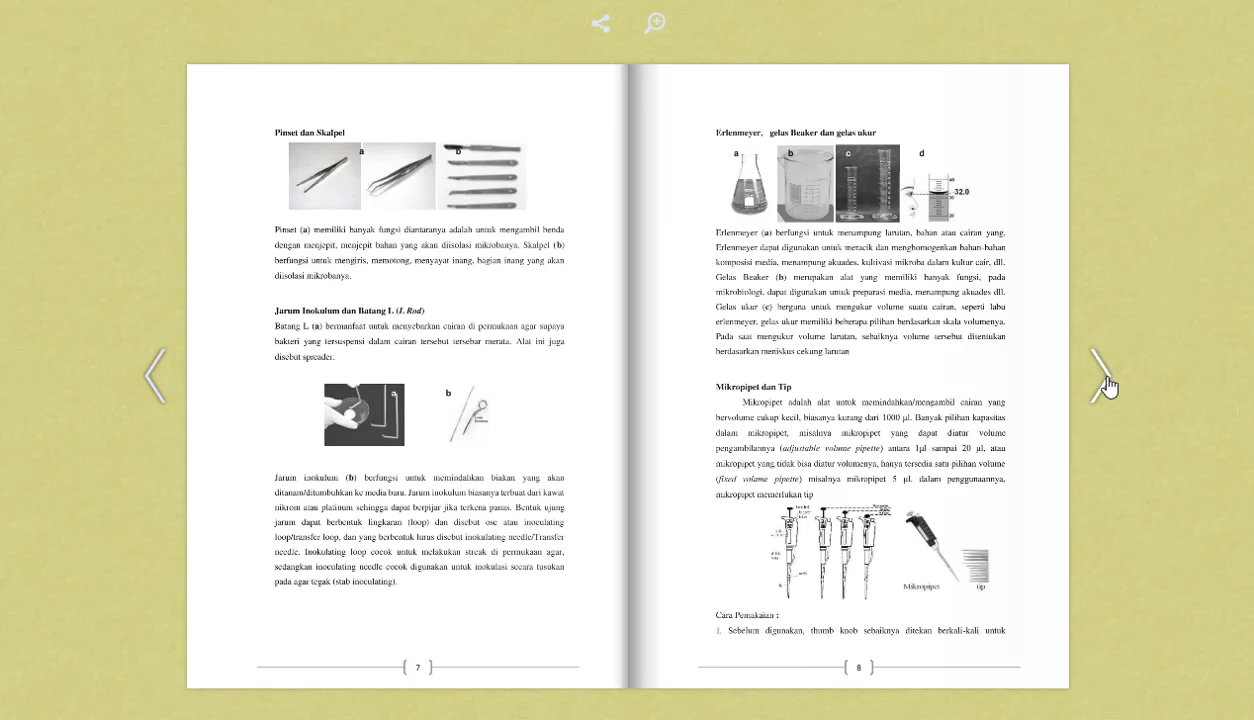 Pinset dan Skalpel
a
b
Pinset (a) memiliki banyak fungsi diantaranya adalah untuk mengambil benda
dengan menjepit, menjepit bahan yang akan diisolasi mikrobanya. Skalpel (b)
berfungsi untuk mengiris, memotong, menyayat inang, bagian inang yang akan
diisolasi mikrobanya.
Jarum Inokulum dan Batang L (L Rod)
Batang L (a) bermanfaat untuk menyebarkan cairan di permukaan agar supaya
bakteri yang tersuspensi dalam cairan tersebut tersebar merata. Alat ini juga
disebut spreader.
a
b
Jarum inokulum (b) berfungsi untuk memindahkan biakan yang akan
ditanam/ditumbuhkan ke media baru. Jarum inokulum biasanya terbuat dari kawat
nikrom atau platinum sehingga dapat berpijar jika terkena panas. Bentuk ujung
jarum dapat berbentuk lingkaran (loop) dan disebut ose atau inoculating
loop/transfer loop, dan yang berbentuk lurus disebut inokulating needle/Transfer
needle. Inokulating loop cocok untuk melakukan streak di permukaan agar,
sedangkan inoculating needle cocok digunakan untuk inokulasi secara tusukan
pada agar tegak (stab inoculating).
7
Erlenmeyer, gelas Beaker dan gelas ukur
a
b
c
d
32.0
Erlenmeyer (a) berfungsi untuk menampung larutan, bahan atau cairan yang.
Erlenmeyer dapat digunakan untuk meracik dan menghomogenkan bahan-bahan
komposisi media, menampung akuades, kultivasi mikroba dalam kultur cair, dll.
Gelas Beaker (b) merupakan alat yang memiliki banyak fungsi, pada
mikrobiologi, dapat digunakan untuk preparasi media, menampung akuades dll.
Gelas ukur (c) berguna untuk mengukur volume suatu cairan, seperti labu
erlenmeyer, gelas ukur memiliki beberapa pilihan berdasarkan skala volumenya.
Pada saat mengukur volume larutan, sebaiknya volume tersebut ditentukan
berdasarkan meniskus cekung larutan
Mikropipet dan Tip
Mikropipet adalah alat untuk memindahkan/mengambil cairan yang
bervolume cukup kecil, biasanya kurang dari 1000 µl. Banyak pilihan kapasitas
dalam mikropipet, misalnya mikropipet yang dapat diatur volume
pengambilannya (adjustable volume pipette) antara 1µl sampai 20 µl, atau
mikropipet yang tidak bisa diatur volumenya, hanya tersedia satu pilihan volume
(fixed volume pipette) misalnya mikropipet 5 µl. dalam penggunaannya,
mikropipet memerlukan tip
Mikropipet
tip
Cara Pemakaian :
1. Sebelum digunakan, thumb knob sebaiknya ditekan berkali-kali untuk
8